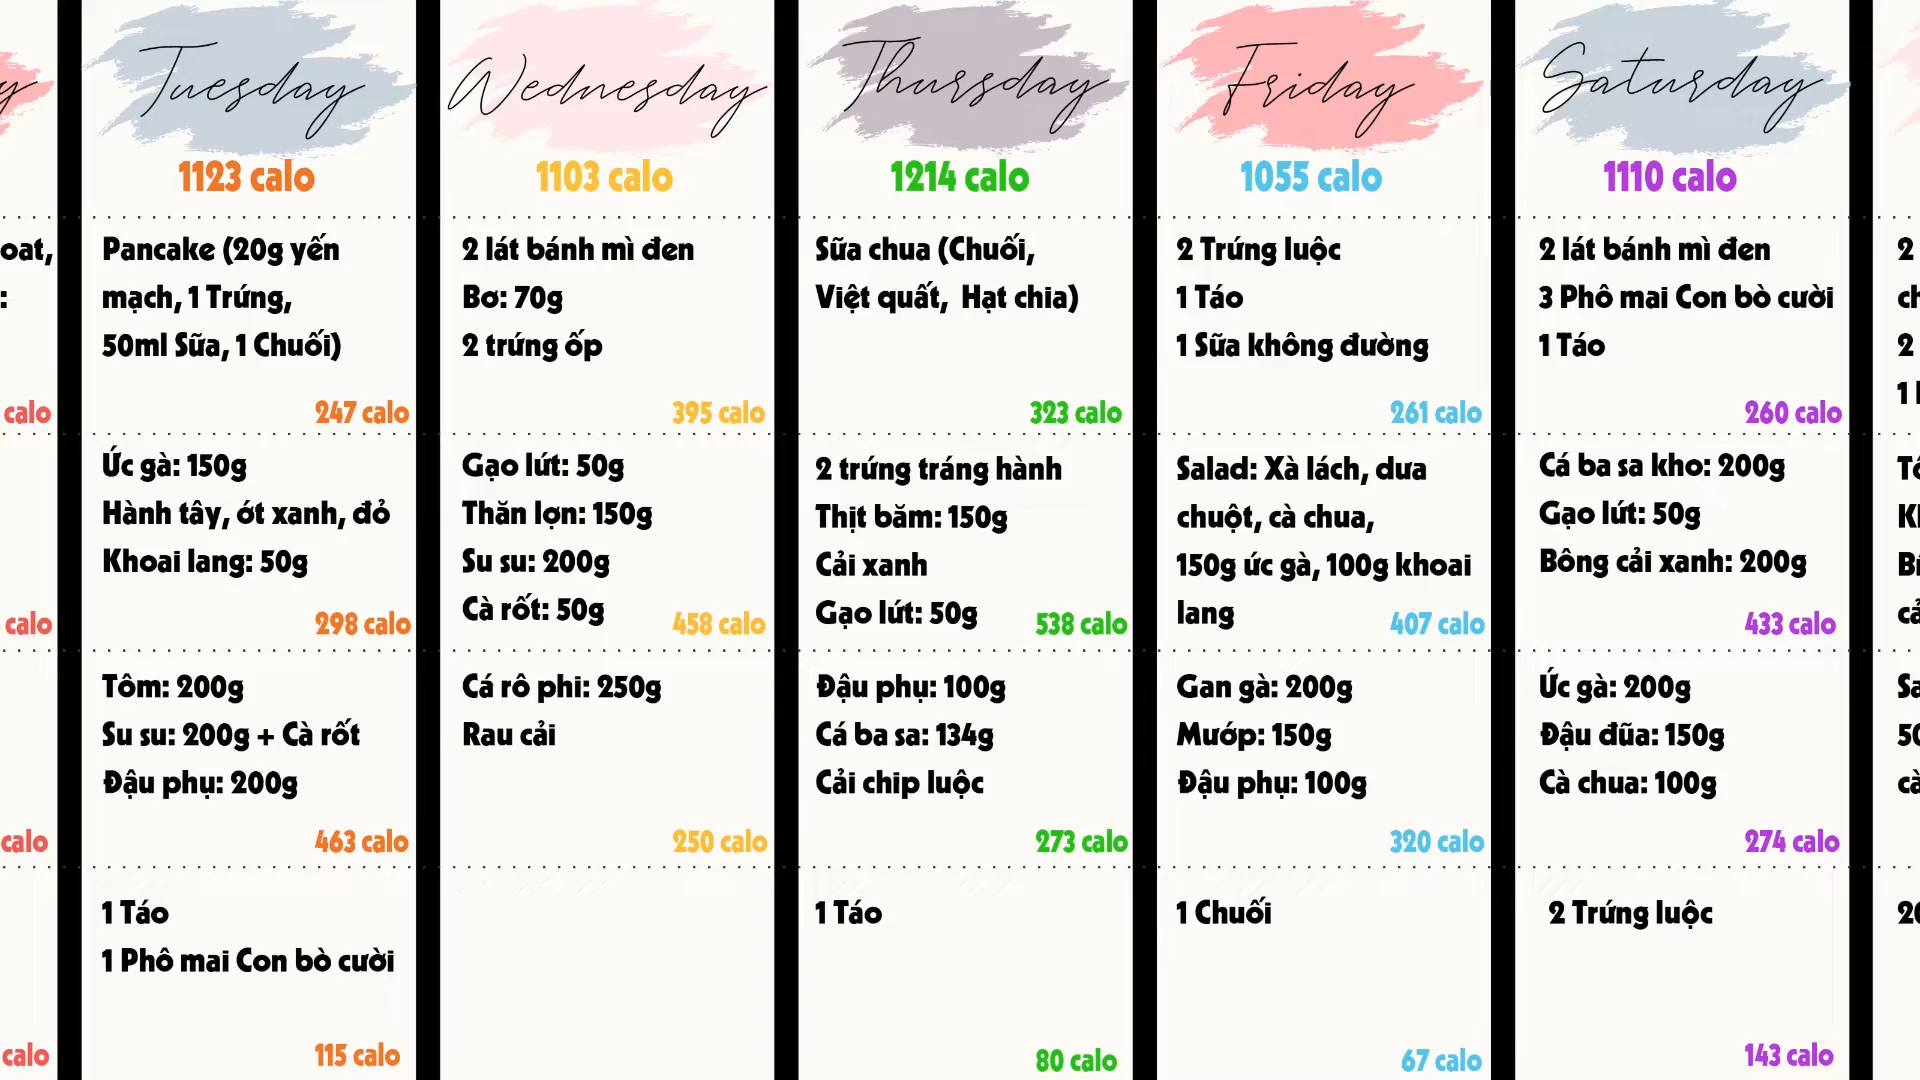 y
oat,
:
calo
calo
calo
calo
Tuesday
1123 calo
Pancake (20g yến
mạch, 1 Trứng,
50ml Sữa, 1 Chuối)
247 calo
Ức gà: 150g
Hành tây, ớt xanh, đỏ
Khoai lang: 50g
298 calo
Tôm: 200g
Su su: 200g + Cà rốt
Đậu phụ: 200g
463 calo
1 Táo
1 Phô mai Con bò cười
115 calo
Wednesday
1103 calo
2 lát bánh mì đen
Bơ: 70g
2 trứng ốp
395 calo
Gạo lứt: 50g
Thăn lợn: 150g
Su su: 200g
Cà rốt: 50g
458 calo
Cá rô phi: 250g
Rau cải
250 calo
Thursday
1214 calo
Sữa chua (Chuối,
Việt quất, Hạt chia)
323 calo
2 trứng tráng hành
Thịt băm: 150g
Cải xanh
Gạo lứt: 50g
538 calo
Đậu phụ: 100g
Cá ba sa: 134g
Cải chip luộc
273 calo
1 Táo
80 calo
Friday
1055 calo
2 Trứng luộc
1 Táo
1 Sữa không đường
261 calo
Salad: Xà lách, dưa
chuột, cà chua,
150g ức gà, 100g khoai
lang
407 calo
Gan gà: 200g
Mướp: 150g
Đậu phụ: 100g
320 calo
1 Chuối
67 calo
Saturday
1110 calo
2 lát bánh mì đen
3 Phô mai Con bò cười
1 Táo
260 calo
Cá ba sa kho: 200g
Gạo lứt: 50g
Bông cải xanh: 200g
433 calo
Ức gà: 200g
Đậu đũa: 150g
Cà chua: 100g
274 calo
2 Trứng luộc
143 calo
2
ch
2
1